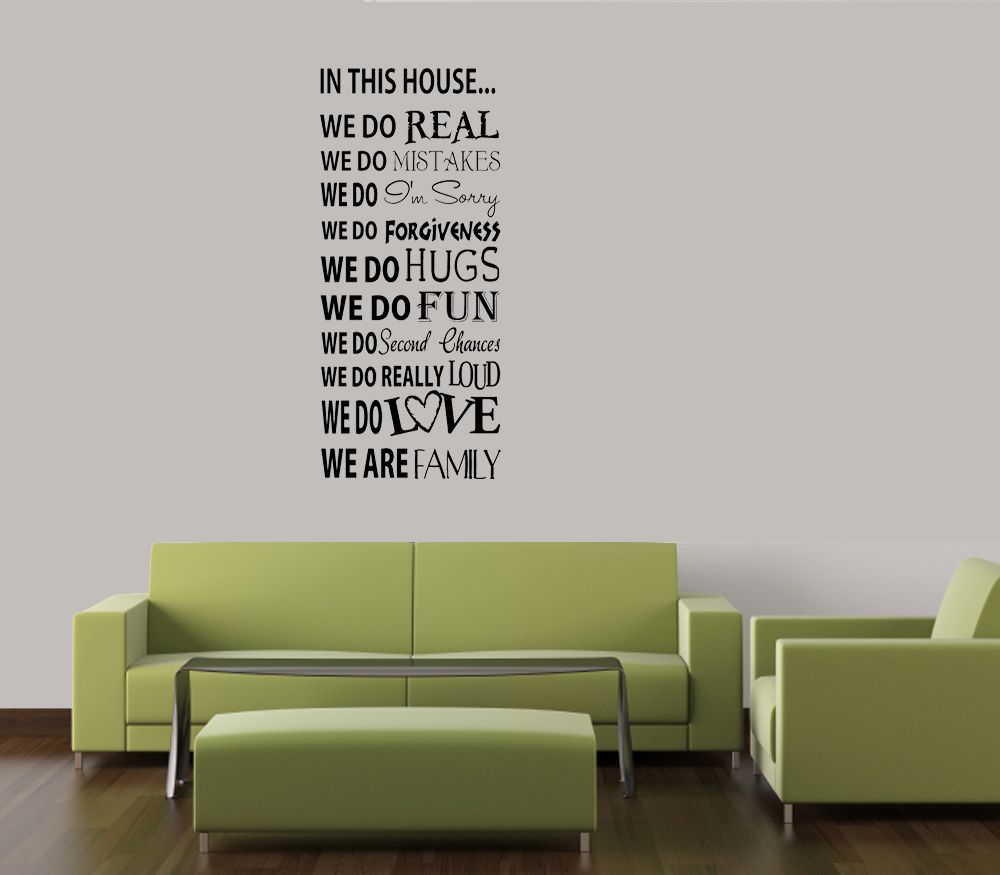 IN THIS HOUSE...
WE DO REAL
WE DO MISTAKES
WE DO I'm Sorry
WE DO FORGIVENESS
WE DO HUGS
WE DO FUN
WE DO Second Chances
WE DO REALLY LOUD
WE DO LOVE
WE ARE FAMILY